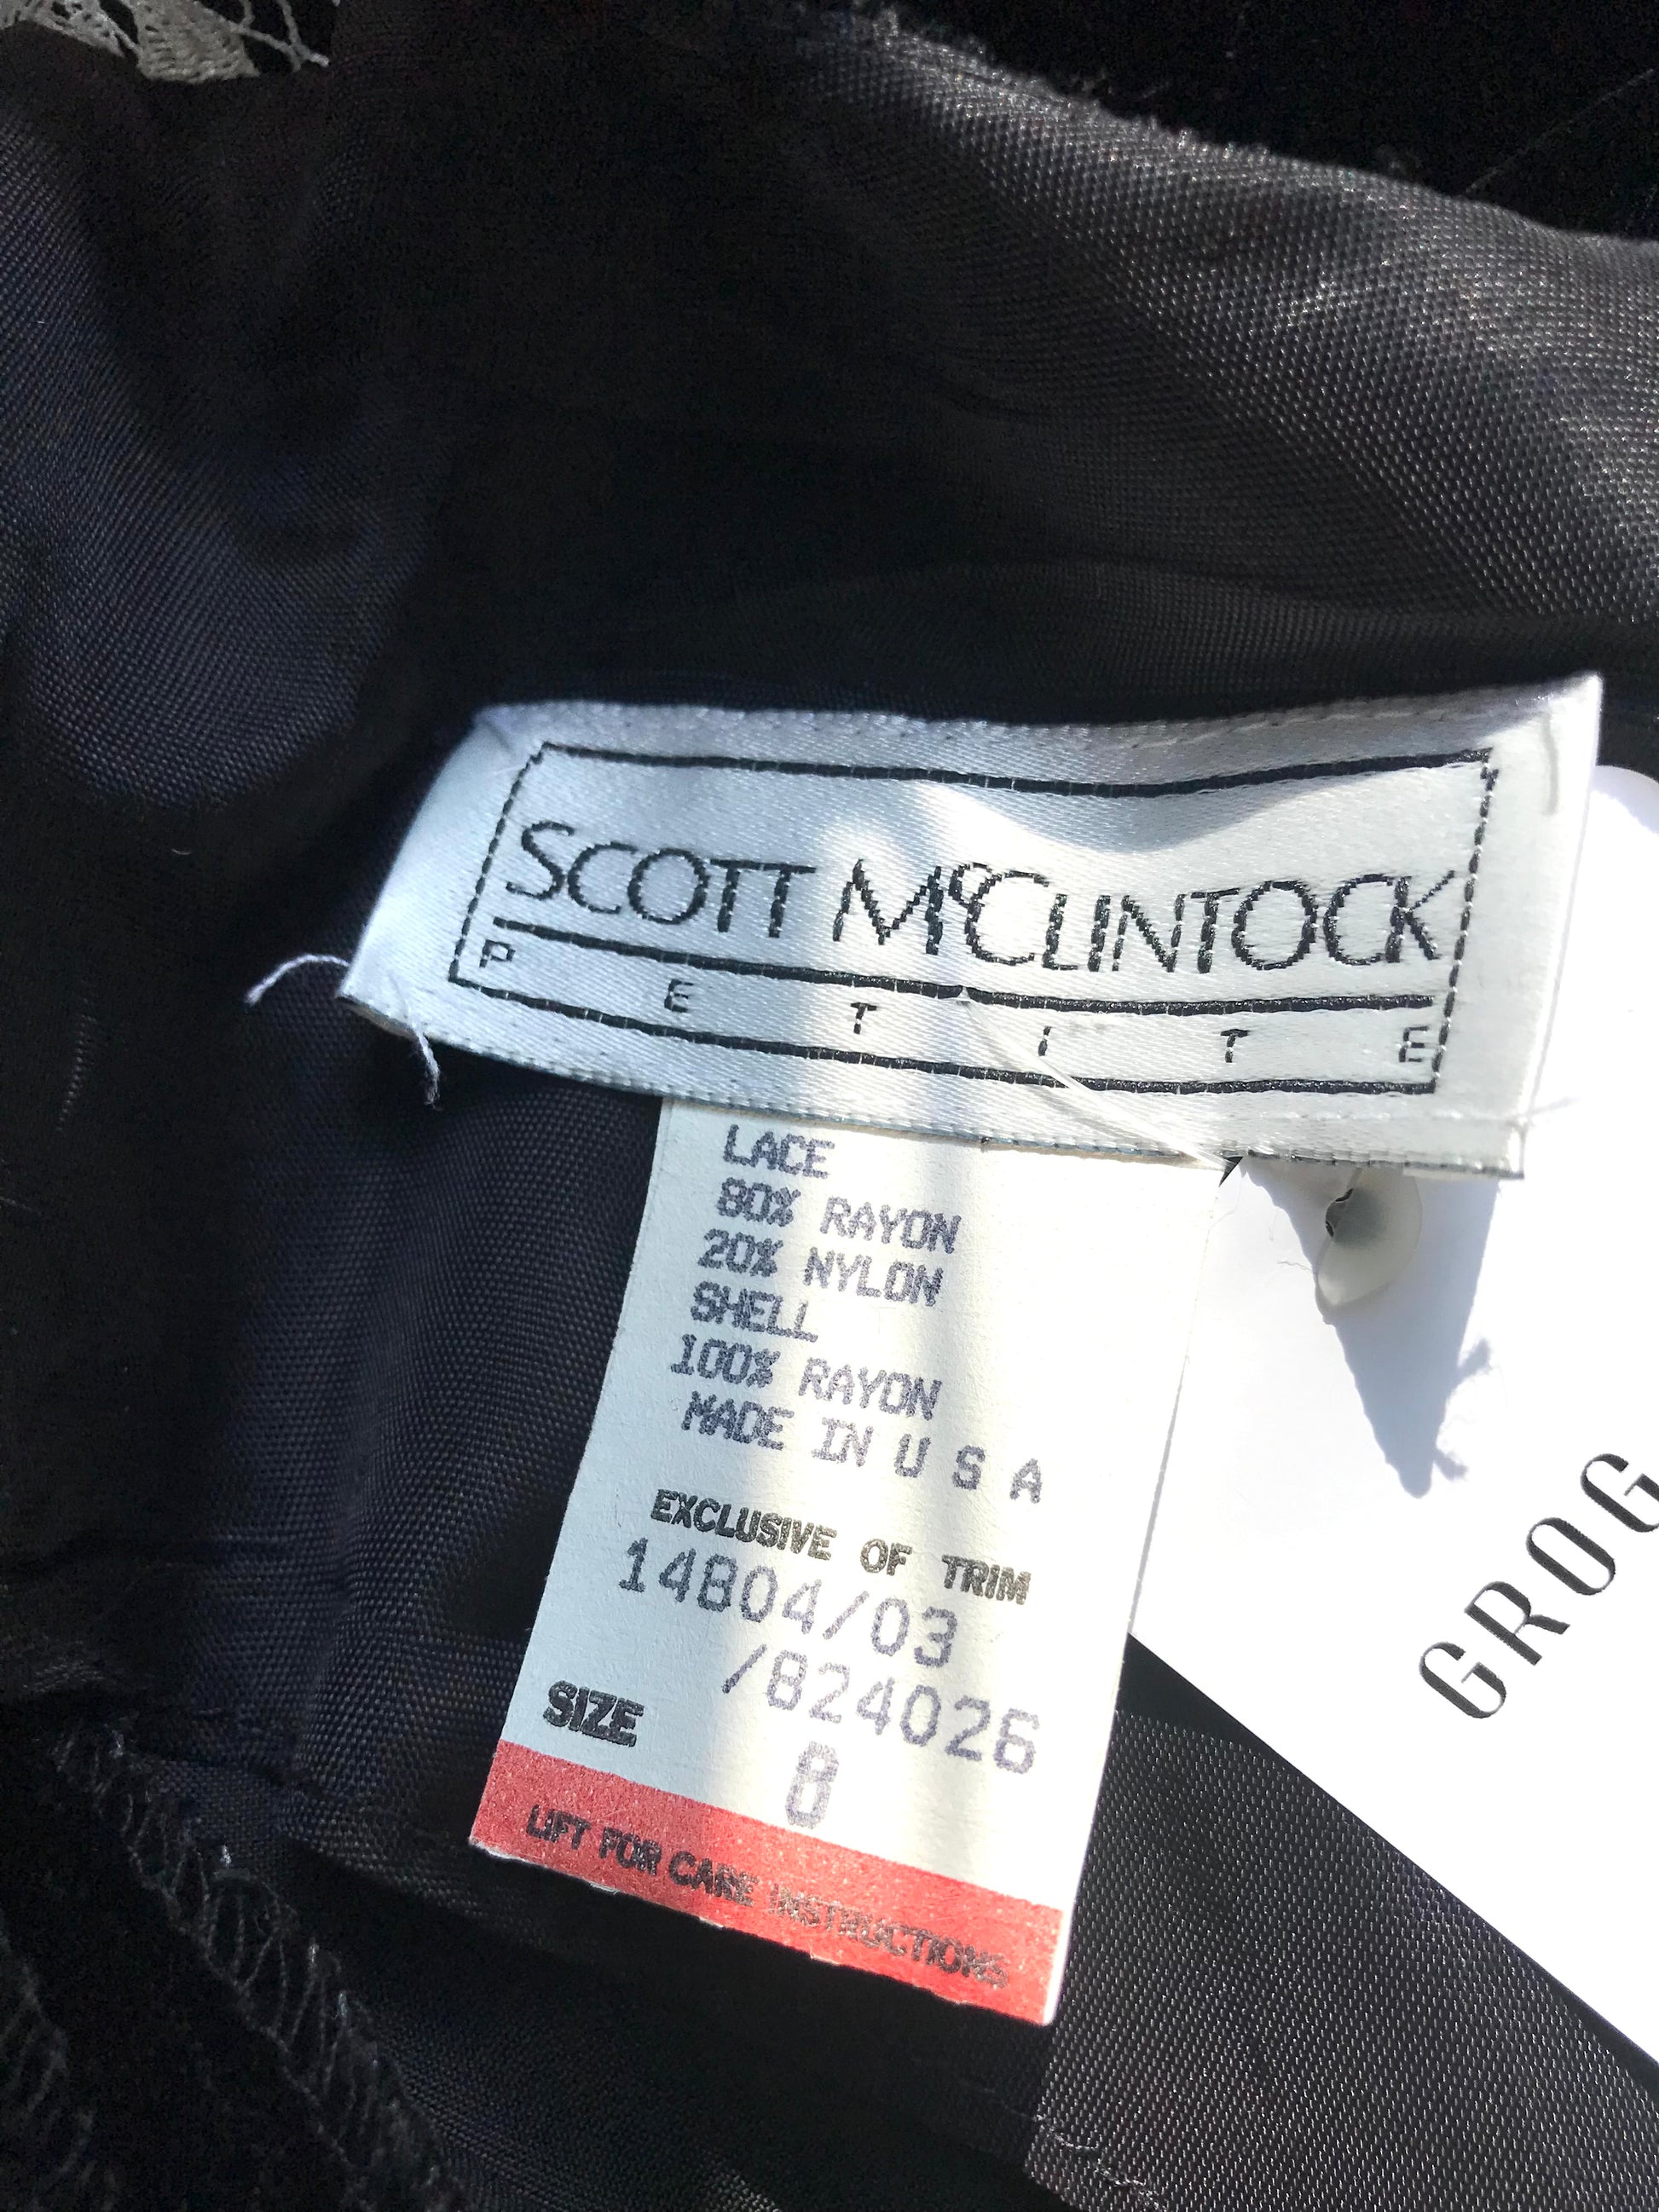 SCOTT McCLINTOCK
PETITE
LACE
80% RAYON
20% NYLON
SHELL
100% RAYON
MADE IN U S A
EXCLUSIVE OF TRIM
14804/03
/824026
SIZE 8
LIFT FOR CARE INSTRUCTIONS
GROG